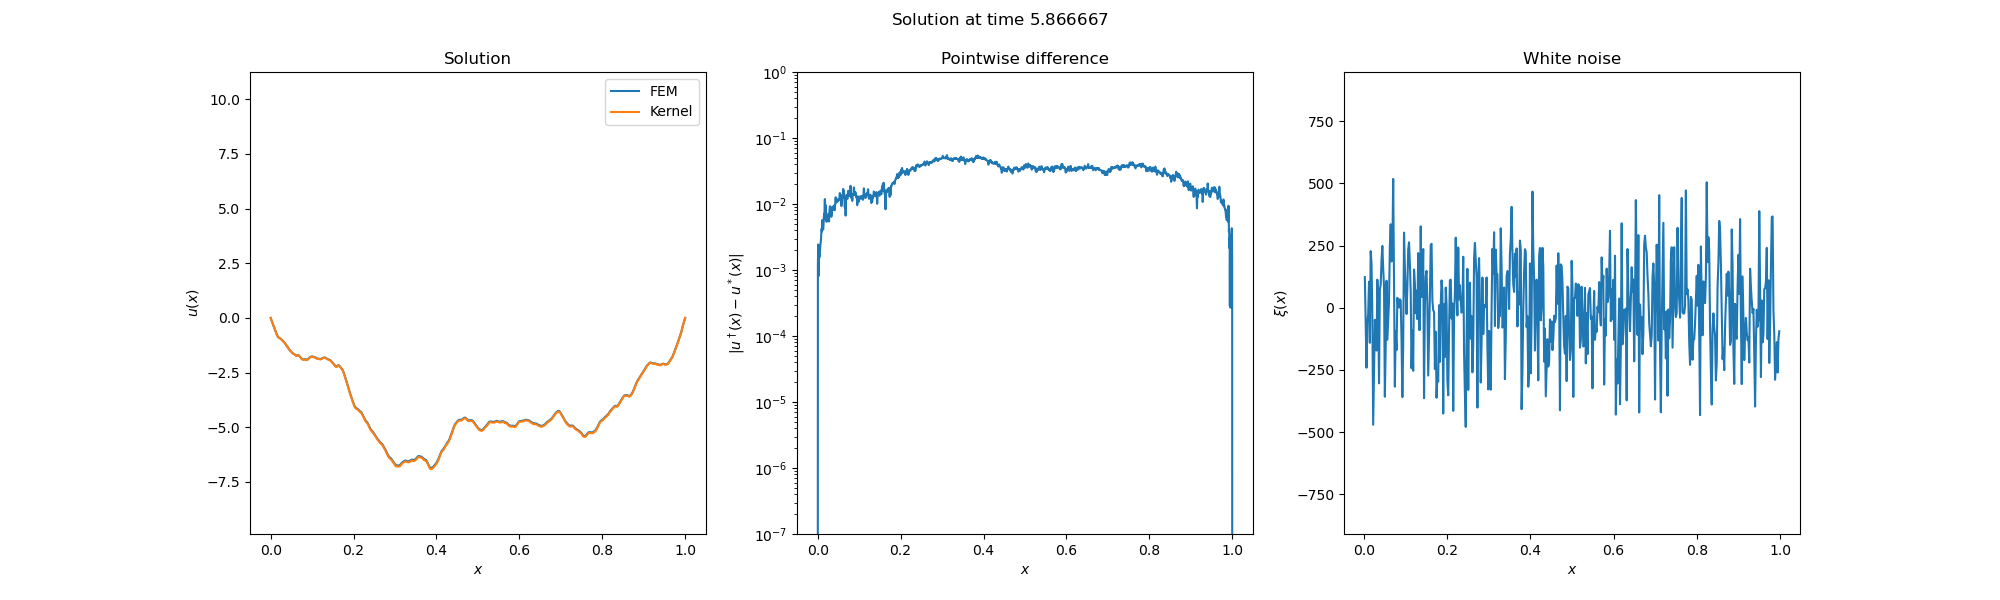 Solution at time 5.866667
Solution
FEM
Kernel
10.0
7.5
5.0
2.5
0.0
−2.5
−5.0
−7.5
u(x)
0.0 0.2 0.4 0.6 0.8 1.0
x
Pointwise difference
10⁰
10⁻¹
10⁻²
10⁻³
10⁻⁴
10⁻⁵
10⁻⁶
10⁻⁷
|u†(x) − u*(x)|
0.0 0.2 0.4 0.6 0.8 1.0
x
White noise
750
500
250
0
−250
−500
−750
ξ(x)
0.0 0.2 0.4 0.6 0.8 1.0
x